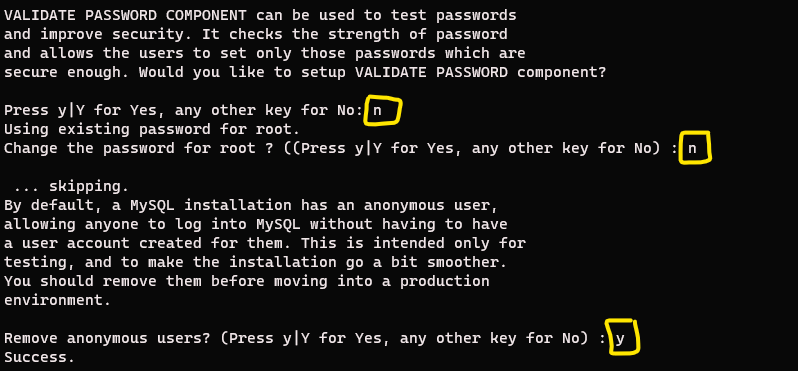 VALIDATE PASSWORD COMPONENT can be used to test passwords
and improve security. It checks the strength of password
and allows the users to set only those passwords which are
secure enough. Would you like to setup VALIDATE PASSWORD component?
Press y|Y for Yes, any other key for No: n
Using existing password for root.
Change the password for root ? ((Press y|Y for Yes, any other key for No) : n
... skipping.
By default, a MySQL installation has an anonymous user,
allowing anyone to log into MySQL without having to have
a user account created for them. This is intended only for
testing, and to make the installation go a bit smoother.
You should remove them before moving into a production
environment.
Remove anonymous users? (Press y|Y for Yes, any other key for No) : y
Success.